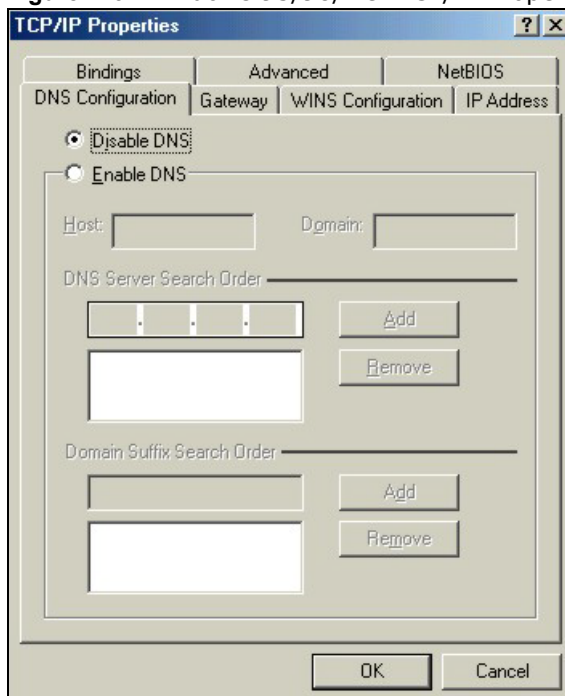 TCP/IP Properties
Bindings Advanced NetBIOS
DNS Configuration Gateway WINS Configuration IP Address
Disable DNS
Enable DNS
Host: Domain:
DNS Server Search Order
Add
Remove
Domain Suffix Search Order
Add
Remove
OK Cancel